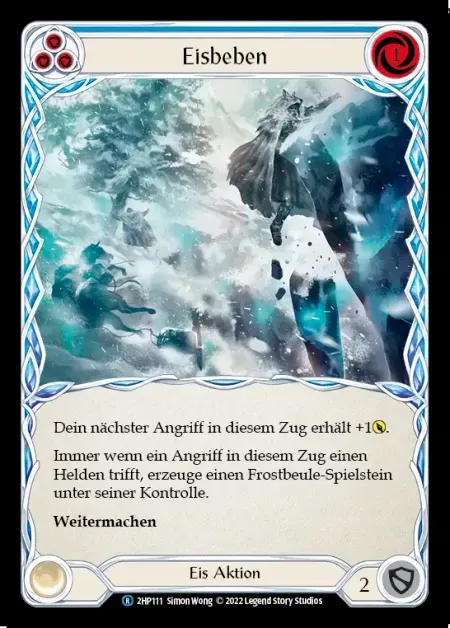 Eisbeben
1
Dein nächster Angriff in diesem Zug erhält +1.
Immer wenn ein Angriff in diesem Zug einen
Helden trifft, erzeuge einen Frostbeule-Spielstein
unter seiner Kontrolle.
Weitermachen
Eis Aktion
2
R 2HP111 Simon Wong © 2022 Legend Story Studios